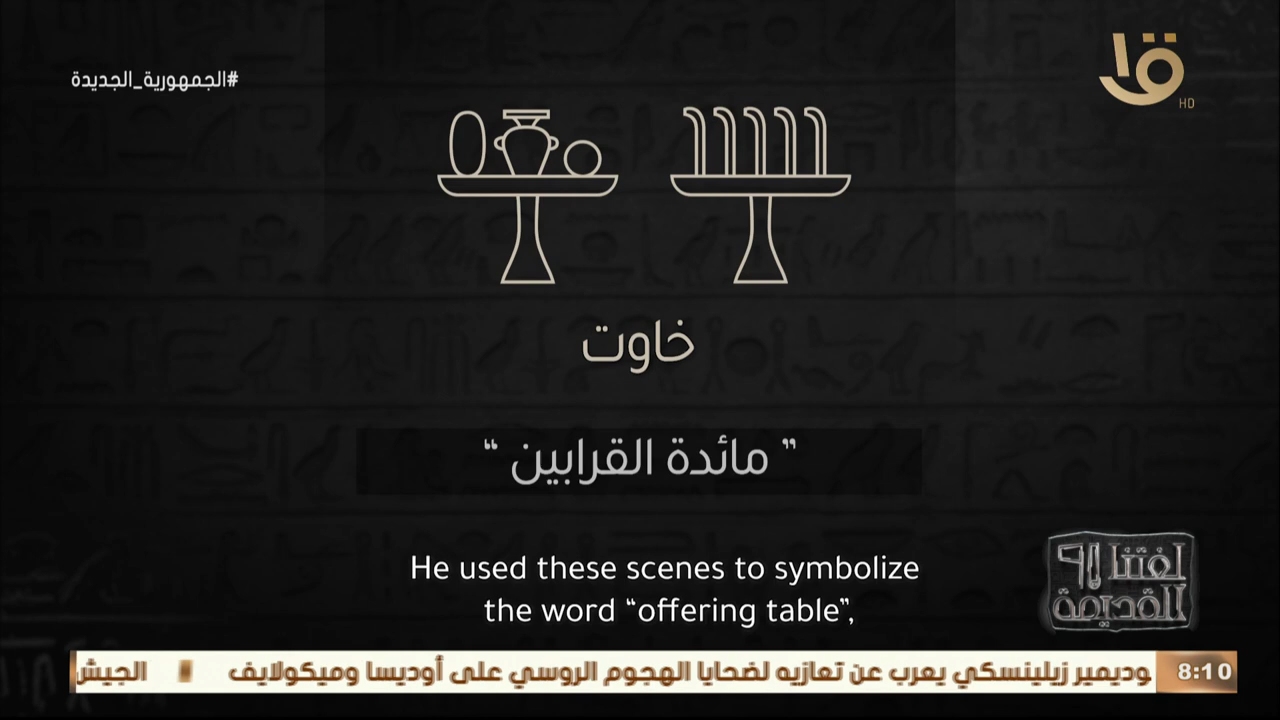 #الجمهورية_الجديدة
HD
خاوت
” مائدة القرابين “
He used these scenes to symbolize
the word “offering table”,
لغتنا
القديمة
8:10
وديمير زيلينسكي يعرب عن تعازيه لضحايا الهجوم الروسي على أوديسا وميكولايف الجيش